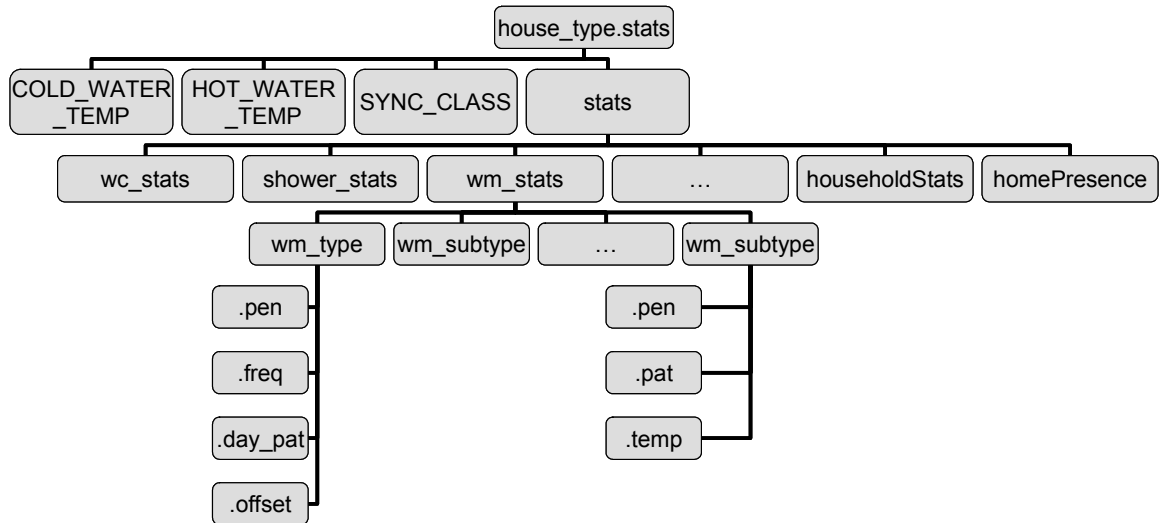 house_type.stats
COLD_WATER
_TEMP
HOT_WATER
_TEMP
SYNC_CLASS
stats
wc_stats
shower_stats
wm_stats
…
householdStats
homePresence
wm_type
wm_subtype
…
wm_subtype
.pen
.freq
.day_pat
.offset
.pen
.pat
.temp